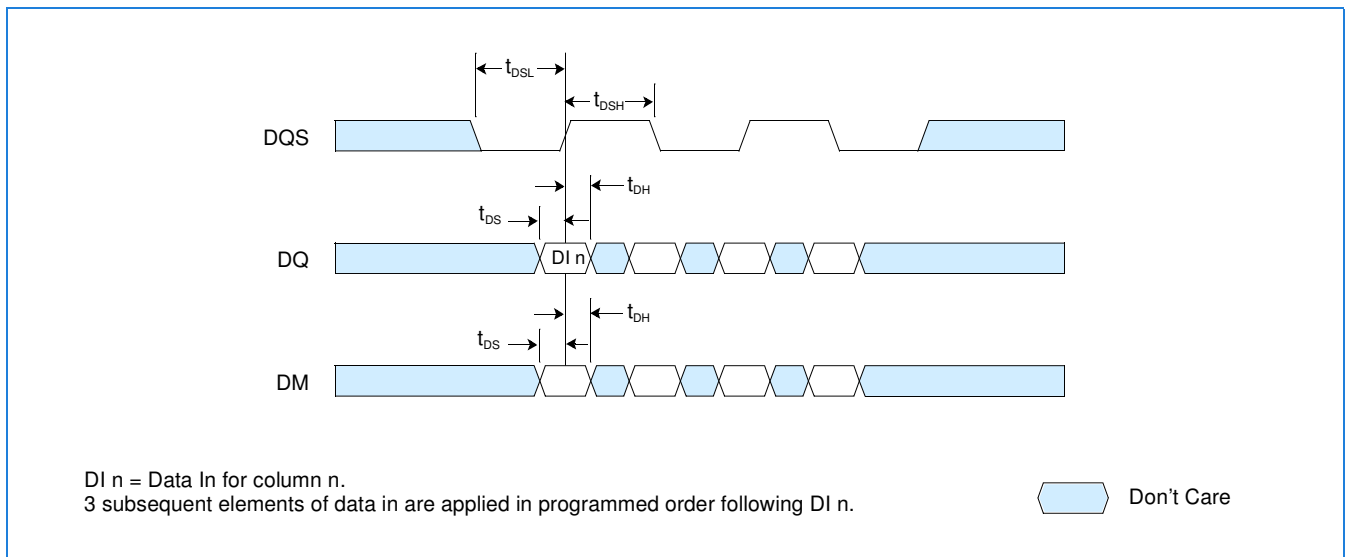 tDSL
tDSH
DQS
tDH
tDS
DQ
DI n
tDH
tDS
DM
DI n = Data In for column n.
3 subsequent elements of data in are applied in programmed order following DI n.
Don't Care